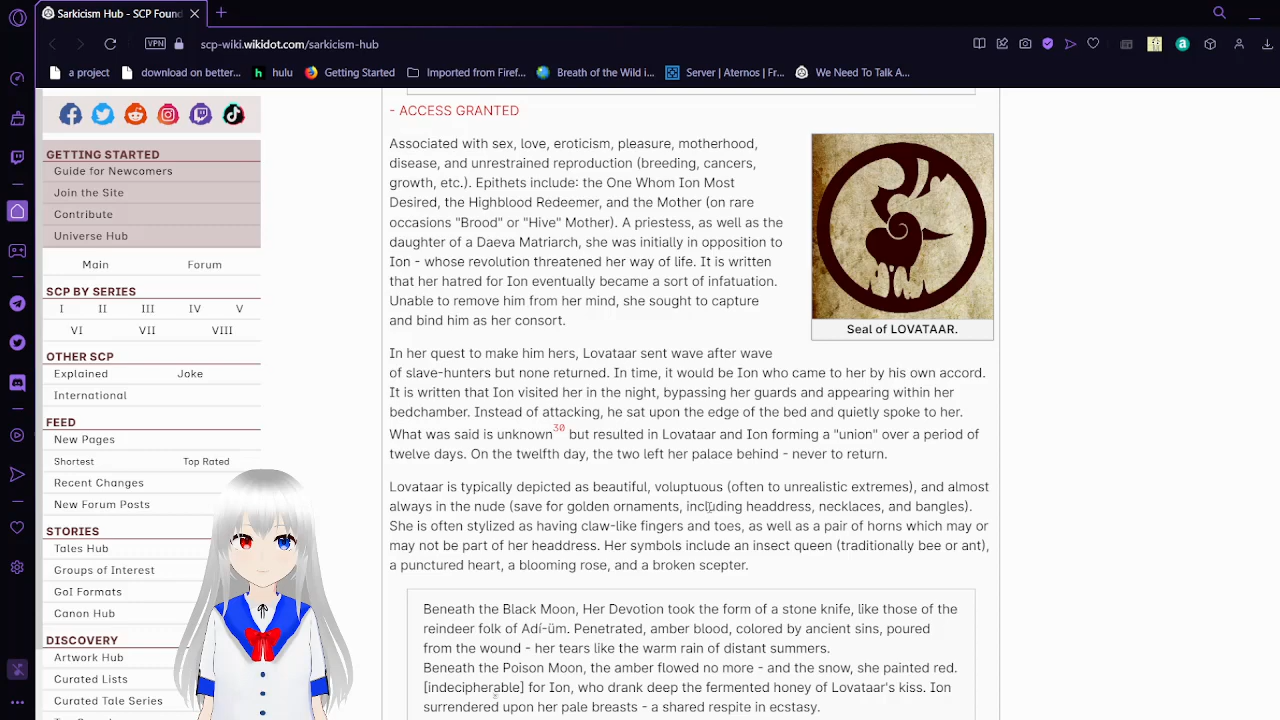 Sarkicism Hub - SCP Found
VPN
scp-wiki.wikidot.com/sarkicism-hub
a project
download on better...
hulu
Getting Started
Imported from Firef...
Breath of the Wild i...
Server | Aternos | Fr...
We Need To Talk A...
GETTING STARTED
Guide for Newcomers
Join the Site
Contribute
Universe Hub
Main Forum
SCP BY SERIES
I II III IV V
VI VII VIII
OTHER SCP
Explained Joke
International
FEED
New Pages
Shortest Top Rated
Recent Changes
New Forum Posts
STORIES
Tales Hub
Groups of Interest
GoI Formats
Canon Hub
DISCOVERY
Artwork Hub
Curated Lists
Curated Tale Series
- ACCESS GRANTED
Associated with sex, love, eroticism, pleasure, motherhood,
disease, and unrestrained reproduction (breeding, cancers,
growth, etc.). Epithets include: the One Whom Ion Most
Desired, the Highblood Redeemer, and the Mother (on rare
occasions "Brood" or "Hive" Mother). A priestess, as well as the
daughter of a Daeva Matriarch, she was initially in opposition to
Ion - whose revolution threatened her way of life. It is written
that her hatred for Ion eventually became a sort of infatuation.
Unable to remove him from her mind, she sought to capture
and bind him as her consort.
Seal of LOVATAAR.
In her quest to make him hers, Lovataar sent wave after wave
of slave-hunters but none returned. In time, it would be Ion who came to her by his own accord.
It is written that Ion visited her in the night, bypassing her guards and appearing within her
bedchamber. Instead of attacking, he sat upon the edge of the bed and quietly spoke to her.
What was said is unknown30 but resulted in Lovataar and Ion forming a "union" over a period of
twelve days. On the twelfth day, the two left her palace behind - never to return.
Lovataar is typically depicted as beautiful, voluptuous (often to unrealistic extremes), and almost
always in the nude (save for golden ornaments, including headdress, necklaces, and bangles).
She is often stylized as having claw-like fingers and toes, as well as a pair of horns which may or
may not be part of her headdress. Her symbols include an insect queen (traditionally bee or ant),
a punctured heart, a blooming rose, and a broken scepter.
Beneath the Black Moon, Her Devotion took the form of a stone knife, like those of the
reindeer folk of Adí-üm. Penetrated, amber blood, colored by ancient sins, poured
from the wound - her tears like the warm rain of distant summers.
Beneath the Poison Moon, the amber flowed no more - and the snow, she painted red.
[indecipherable] for Ion, who drank deep the fermented honey of Lovataar's kiss. Ion
surrendered upon her pale breasts - a shared respite in ecstasy.